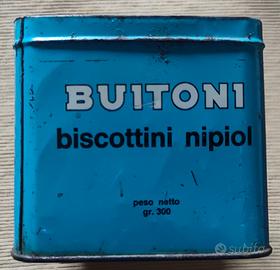 BUITONI
biscottini nipiol
peso netto
gr. 300
subito